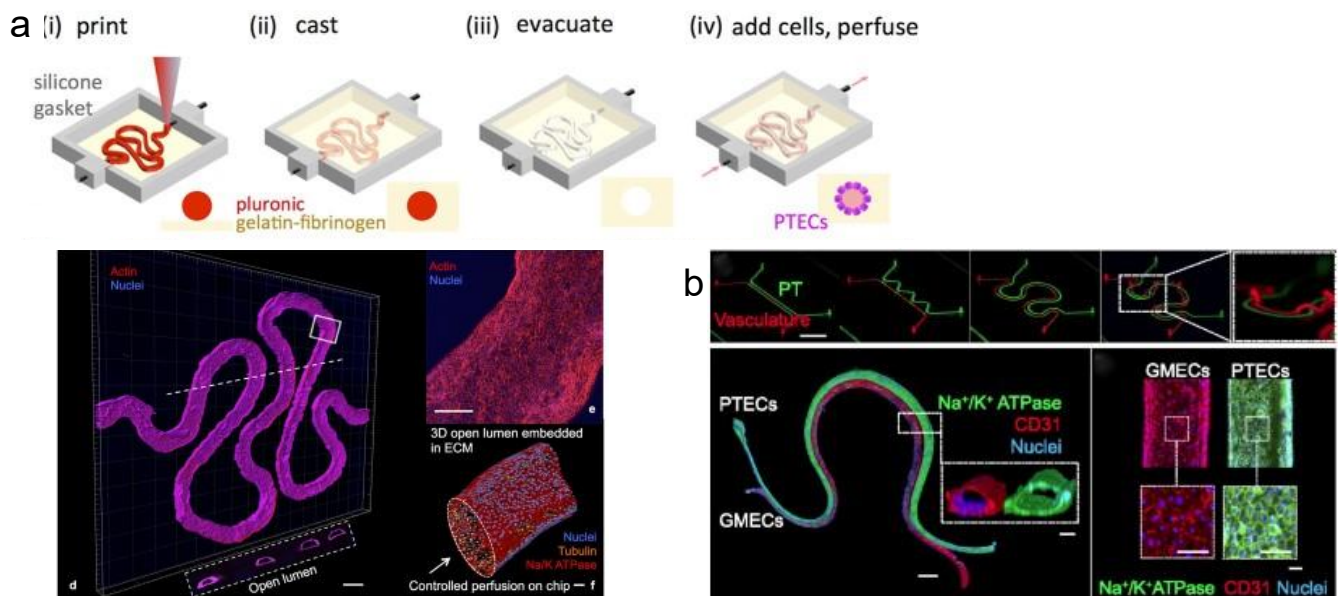 a (i) print
(ii) cast
(iii) evacuate
(iv) add cells, perfuse
silicone
gasket
pluronic
gelatin-fibrinogen
PTECs
Actin
Nuclei
Open lumen
d
Actin
Nuclei
e
3D open lumen embedded
in ECM
Nuclei
Tubulin
Na/K ATPase
Controlled perfusion on chip
f
b
PT
Vasculature
PTECs
GMECs
Na⁺/K⁺ ATPase
CD31
Nuclei
GMECs PTECs
Na⁺/K⁺ATPase CD31 Nuclei